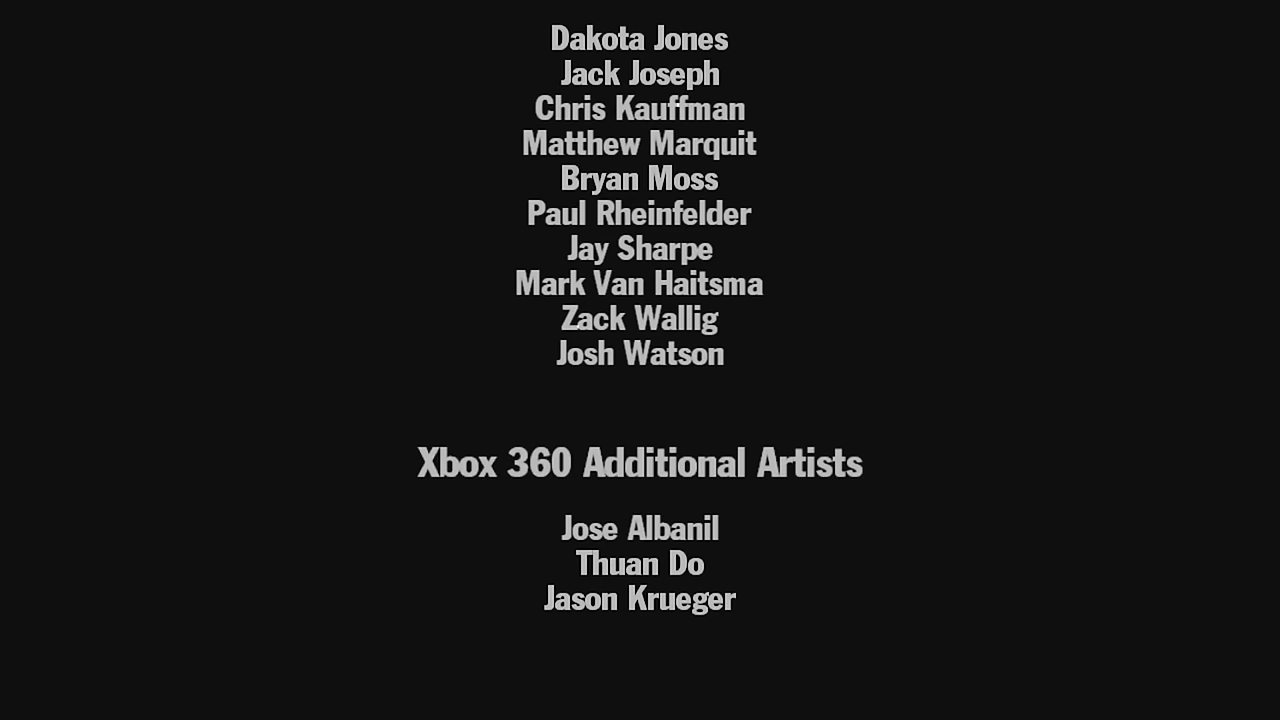 Dakota Jones
Jack Joseph
Chris Kauffman
Matthew Marquit
Bryan Moss
Paul Rheinfelder
Jay Sharpe
Mark Van Haitsma
Zack Wallig
Josh Watson
Xbox 360 Additional Artists
Jose Albanil
Thuan Do
Jason Krueger